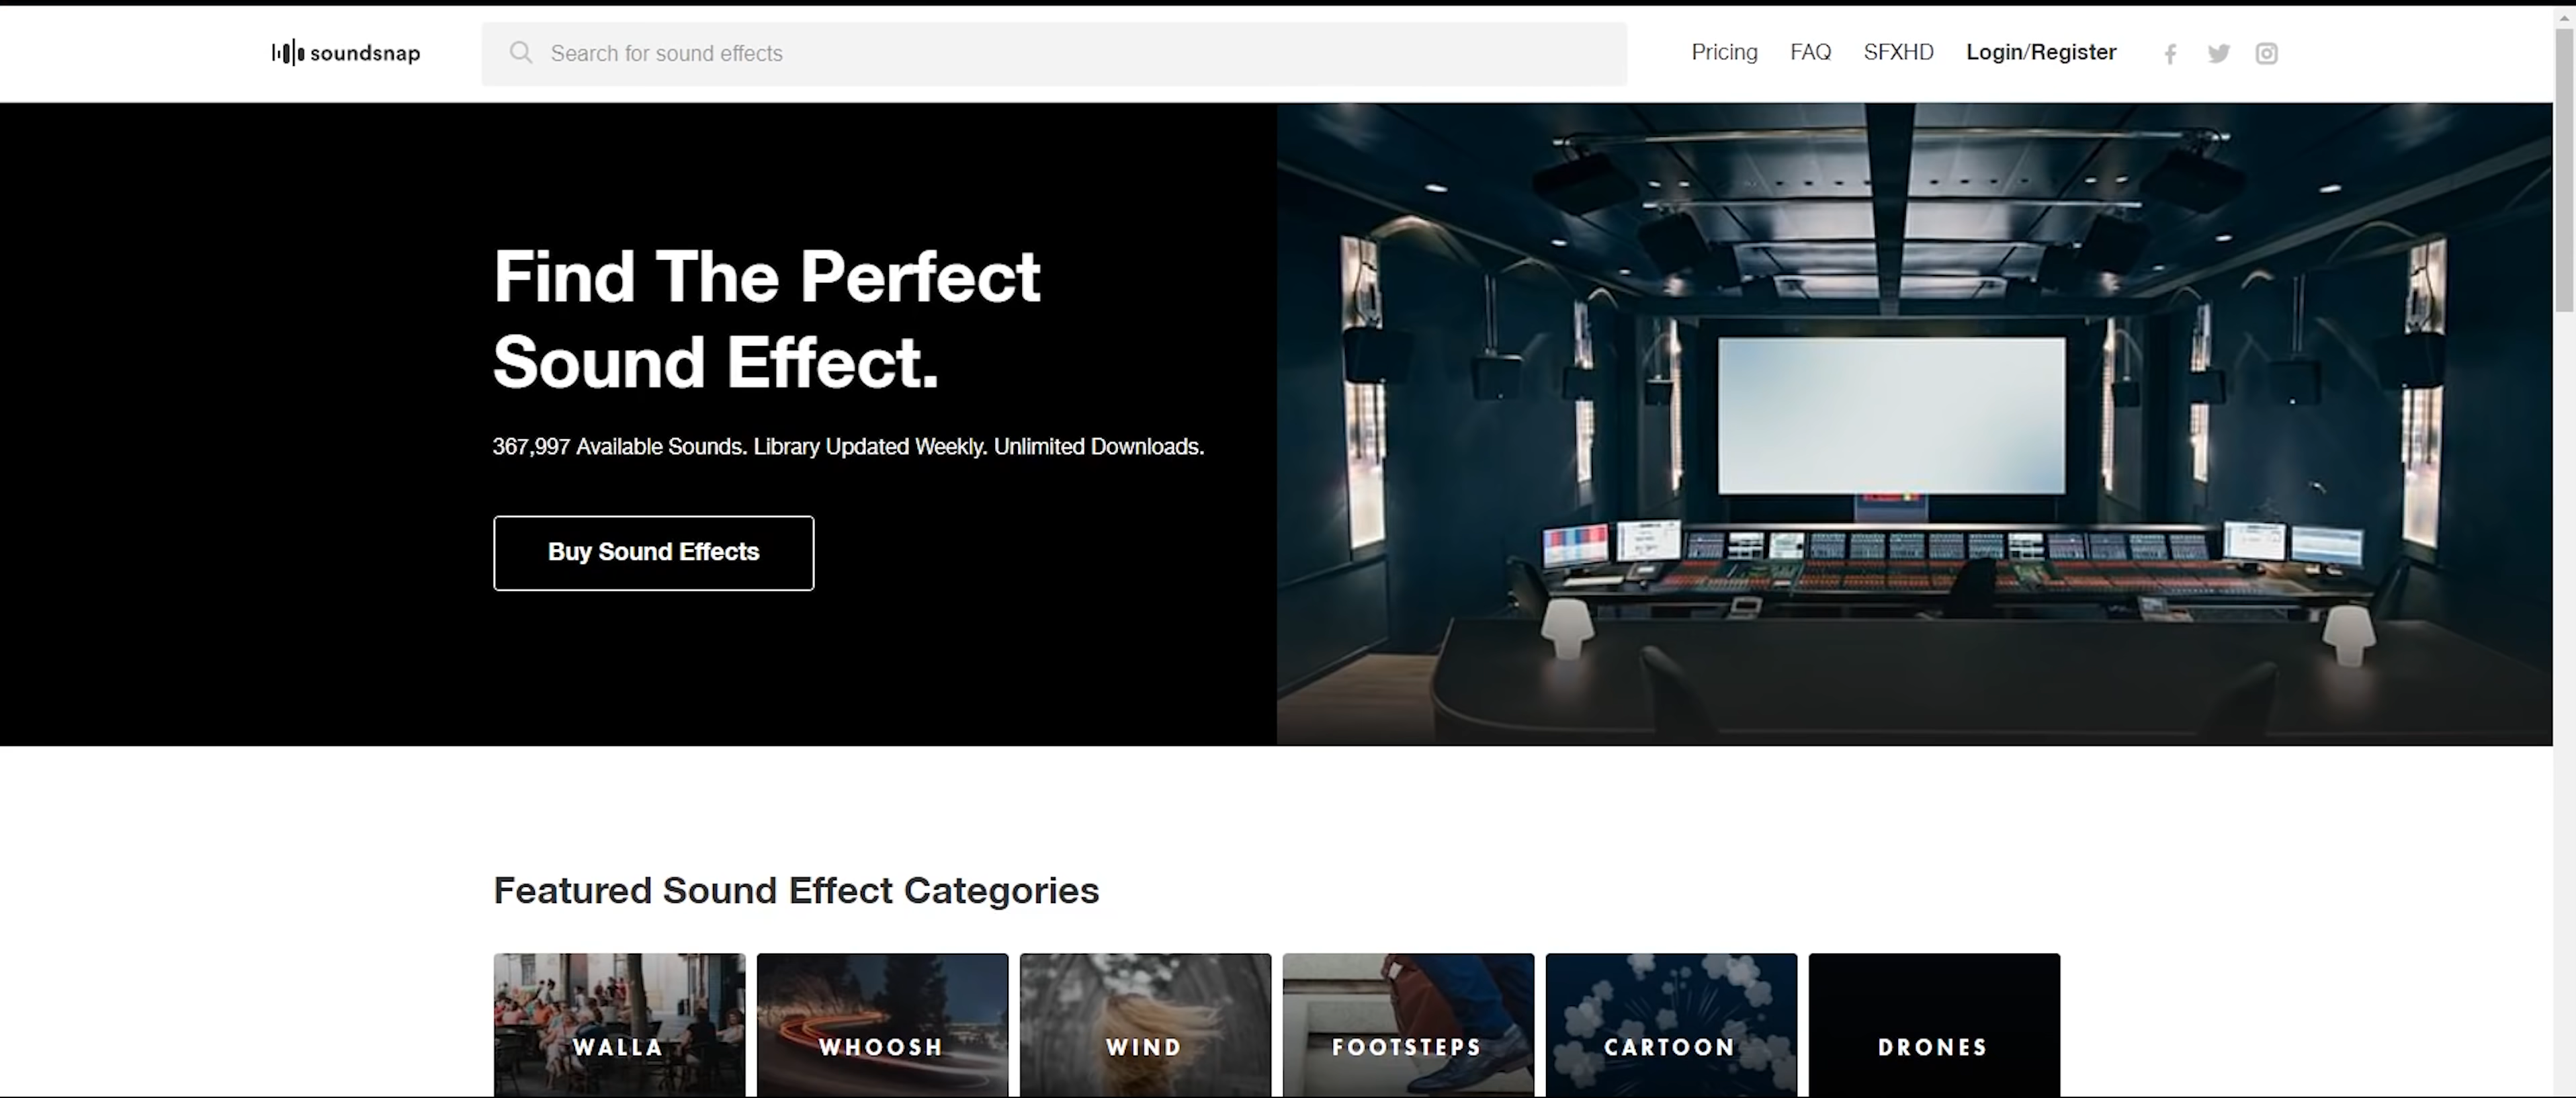 soundsnap
Search for sound effects
Pricing
FAQ
SFXHD
Login/Register
Find The Perfect
Sound Effect.
367,997 Available Sounds. Library Updated Weekly. Unlimited Downloads.
Buy Sound Effects
Featured Sound Effect Categories
WALLA
WHOOSH
WIND
FOOTSTEPS
CARTOON
DRONES